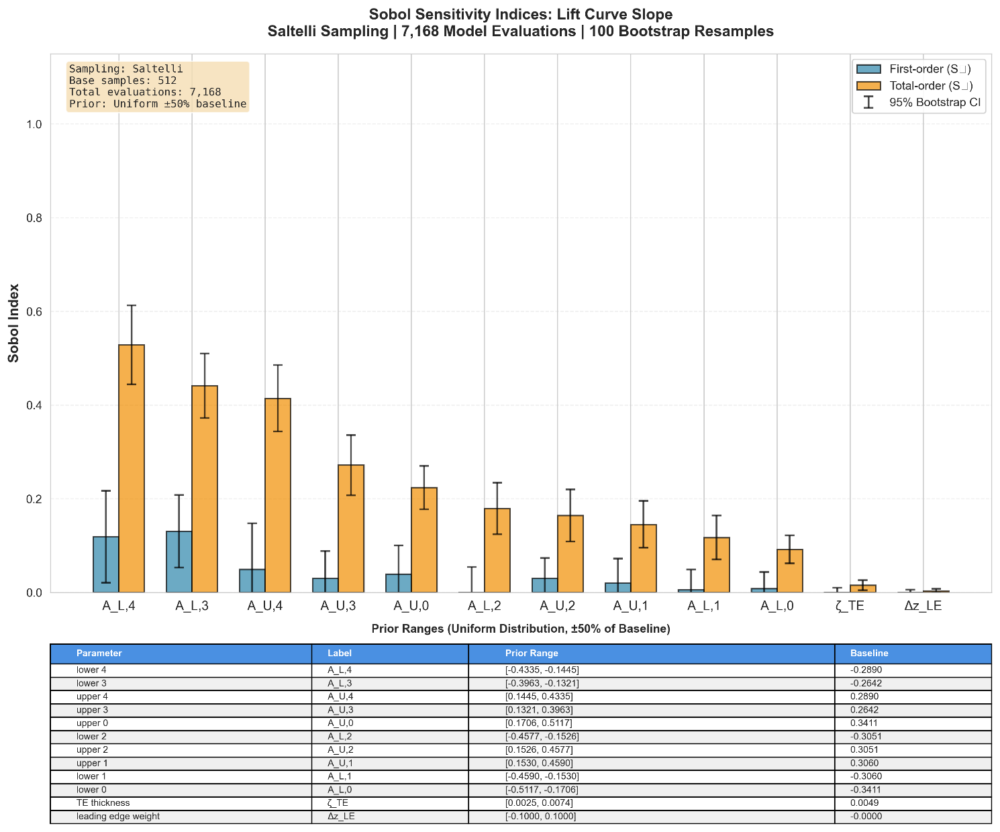 Sobol Sensitivity Indices: Lift Curve Slope
Saltelli Sampling | 7,168 Model Evaluations | 100 Bootstrap Resamples
Sampling: Saltelli
Base samples: 512
Total evaluations: 7,168
Prior: Uniform ±50% baseline
First-order (S□)
Total-order (S□)
95% Bootstrap CI
Sobol Index
1.0
0.8
0.6
0.4
0.2
0.0
A_L,4 A_L,3 A_U,4 A_U,3 A_U,0 A_L,2 A_U,2 A_U,1 A_L,1 A_L,0 ζ_TE Δz_LE
Prior Ranges (Uniform Distribution, ±50% of Baseline)
Parameter Label Prior Range Baseline
lower 4 A_L,4 [-0.4335, -0.1445] -0.2890
lower 3 A_L,3 [-0.3963, -0.1321] -0.2642
upper 4 A_U,4 [0.1445, 0.4335] 0.2890
upper 3 A_U,3 [0.1321, 0.3963] 0.2642
upper 0 A_U,0 [0.1706, 0.5117] 0.3411
lower 2 A_L,2 [-0.4577, -0.1526] -0.3051
upper 2 A_U,2 [0.1526, 0.4577] 0.3051
upper 1 A_U,1 [0.1530, 0.4590] 0.3060
lower 1 A_L,1 [-0.4590, -0.1530] -0.3060
lower 0 A_L,0 [-0.5117, -0.1706] -0.3411
TE thickness ζ_TE [0.0025, 0.0074] 0.0049
leading edge weight Δz_LE [-0.1000, 0.1000] -0.0000